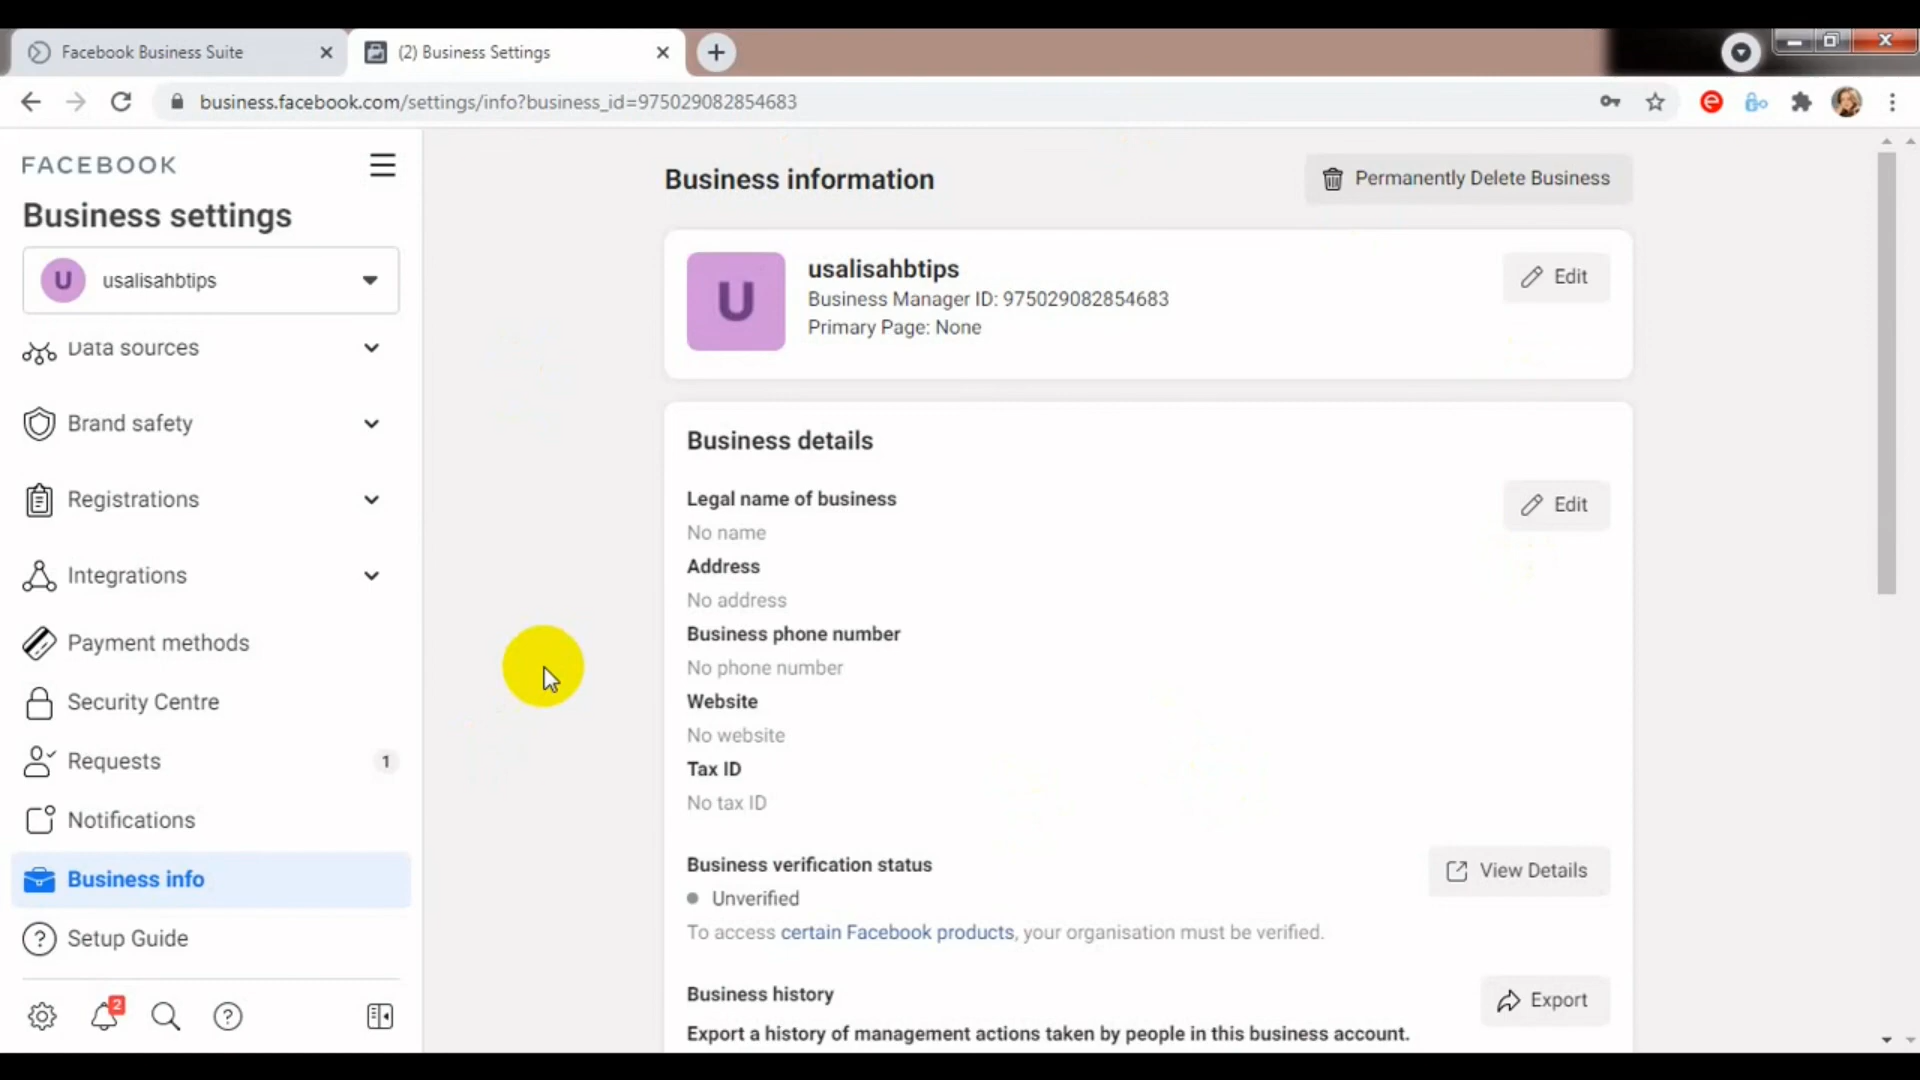 Facebook Business Suite
(2) Business Settings
business.facebook.com/settings/info?business_id=975029082854683
FACEBOOK
Business settings
U usalisahbtips
Data sources
Brand safety
Registrations
Integrations
Payment methods
Security Centre
Requests 1
Notifications
Business info
Setup Guide
2
Business information
Permanently Delete Business
U
usalisahbtips
Business Manager ID: 975029082854683
Primary Page: None
Edit
Business details
Legal name of business
Edit
No name
Address
No address
Business phone number
No phone number
Website
No website
Tax ID
No tax ID
Business verification status
View Details
Unverified
To access certain Facebook products, your organisation must be verified.
Business history
Export
Export a history of management actions taken by people in this business account.